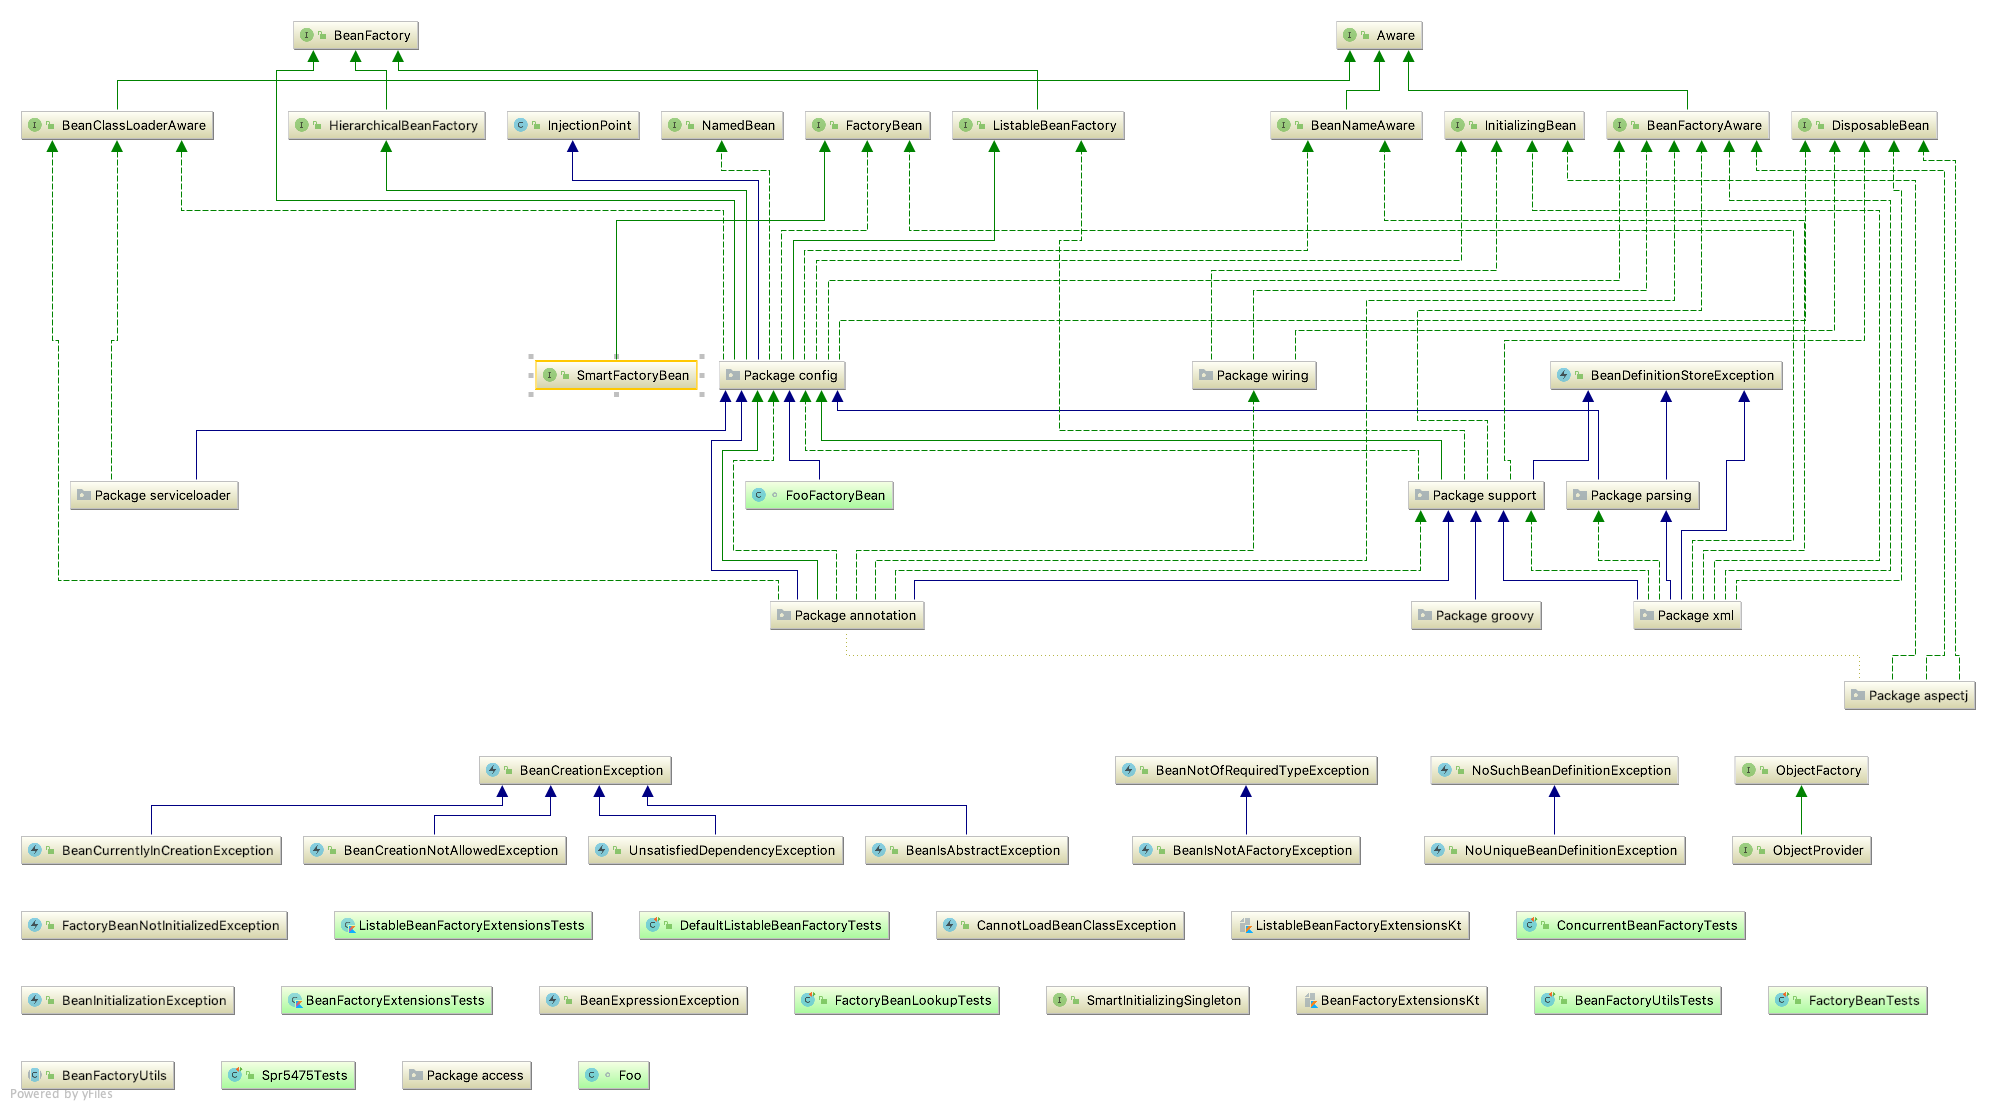 BeanFactory
Aware
BeanClassLoaderAware
HierarchicalBeanFactory
InjectionPoint
NamedBean
FactoryBean
ListableBeanFactory
BeanNameAware
InitializingBean
BeanFactoryAware
DisposableBean
SmartFactoryBean
Package config
Package wiring
BeanDefinitionStoreException
Package serviceloader
FooFactoryBean
Package support
Package parsing
Package annotation
Package groovy
Package xml
Package aspectj
BeanCreationException
BeanNotOfRequiredTypeException
NoSuchBeanDefinitionException
ObjectFactory
BeanCurrentlyInCreationException
BeanCreationNotAllowedException
UnsatisfiedDependencyException
BeanIsAbstractException
BeanIsNotAFactoryException
NoUniqueBeanDefinitionException
ObjectProvider
FactoryBeanNotInitializedException
ListableBeanFactoryExtensionsTests
DefaultListableBeanFactoryTests
CannotLoadBeanClassException
ListableBeanFactoryExtensionsKt
ConcurrentBeanFactoryTests
BeanInitializationException
BeanFactoryExtensionsTests
BeanExpressionException
FactoryBeanLookupTests
SmartInitializingSingleton
BeanFactoryExtensionsKt
BeanFactoryUtilsTests
FactoryBeanTests
BeanFactoryUtils
Spr5475Tests
Package access
Foo
Powered by yFiles